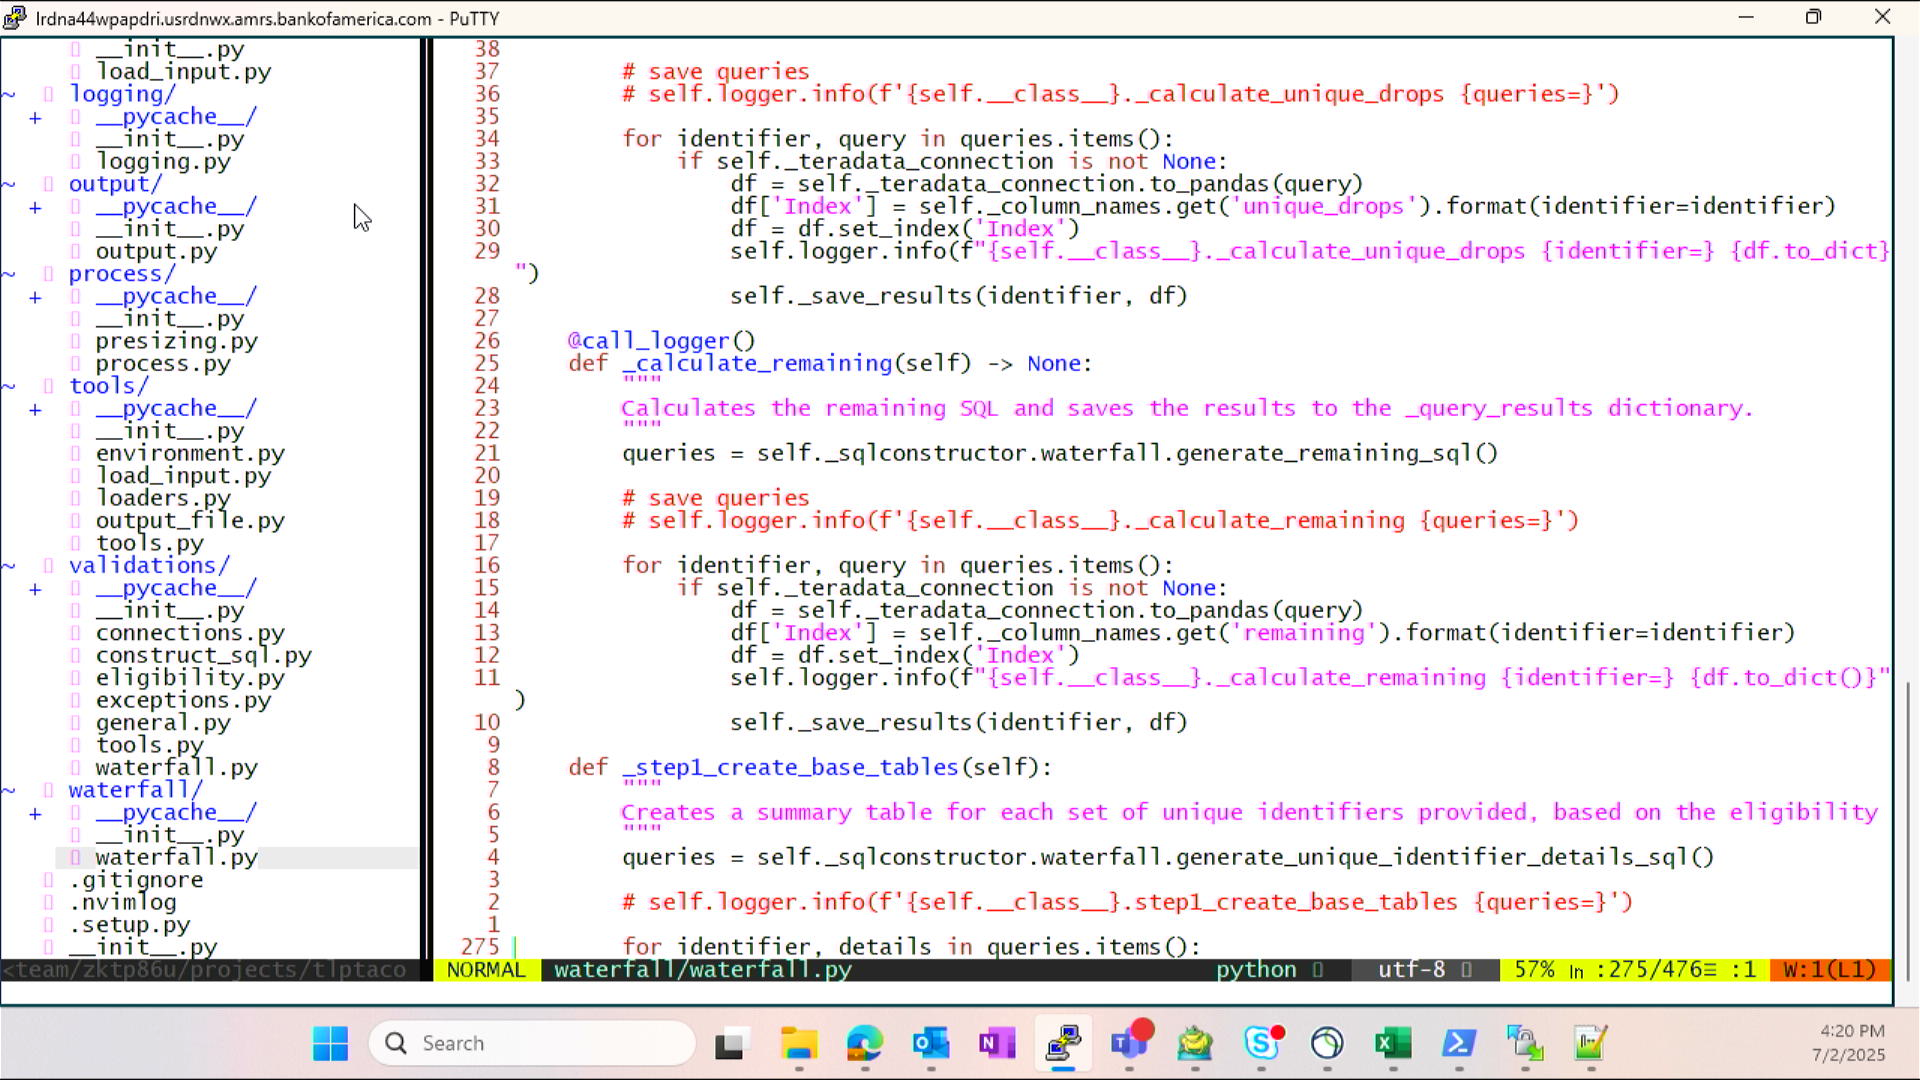 lrdna44wpapdri.usrdnwx.amrs.bankofamerica.com - PuTTY
__init__.py
load_input.py
~ logging/
+ __pycache__/
__init__.py
logging.py
~ output/
+ __pycache__/
__init__.py
output.py
~ process/
+ __pycache__/
__init__.py
presizing.py
process.py
~ tools/
+ __pycache__/
__init__.py
environment.py
load_input.py
loaders.py
output_file.py
tools.py
~ validations/
+ __pycache__/
__init__.py
connections.py
construct_sql.py
eligibility.py
exceptions.py
general.py
tools.py
waterfall.py
~ waterfall/
+ __pycache__/
__init__.py
waterfall.py
.gitignore
.nvimlog
.setup.py
__init__.py
<team/zktp86u/projects/tlptaco
38
37         # save queries
36         # self.logger.info(f'{self.__class__}._calculate_unique_drops {queries=}')
35
34         for identifier, query in queries.items():
33             if self._teradata_connection is not None:
32                 df = self._teradata_connection.to_pandas(query)
31                 df['Index'] = self._column_names.get('unique_drops').format(identifier=identifier)
30                 df = df.set_index('Index')
29                 self.logger.info(f"{self.__class__}._calculate_unique_drops {identifier=} {df.to_dict}
")
28                 self._save_results(identifier, df)
27
26     @call_logger()
25     def _calculate_remaining(self) -> None:
24         """
23         Calculates the remaining SQL and saves the results to the _query_results dictionary.
22         """
21         queries = self._sqlconstructor.waterfall.generate_remaining_sql()
20
19         # save queries
18         # self.logger.info(f'{self.__class__}._calculate_remaining {queries=}')
17
16         for identifier, query in queries.items():
15             if self._teradata_connection is not None:
14                 df = self._teradata_connection.to_pandas(query)
13                 df['Index'] = self._column_names.get('remaining').format(identifier=identifier)
12                 df = df.set_index('Index')
11                 self.logger.info(f"{self.__class__}._calculate_remaining {identifier=} {df.to_dict()}"
)
10                 self._save_results(identifier, df)
9
8     def _step1_create_base_tables(self):
7         """
6         Creates a summary table for each set of unique identifiers provided, based on the eligibility
5         """
4         queries = self._sqlconstructor.waterfall.generate_unique_identifier_details_sql()
3
2         # self.logger.info(f'{self.__class__}.step1_create_base_tables {queries=}')
1
275         for identifier, details in queries.items():
NORMAL waterfall/waterfall.py python utf-8 57% ln :275/476≡ :1 W:1(L1)
Search
4:20 PM
7/2/2025